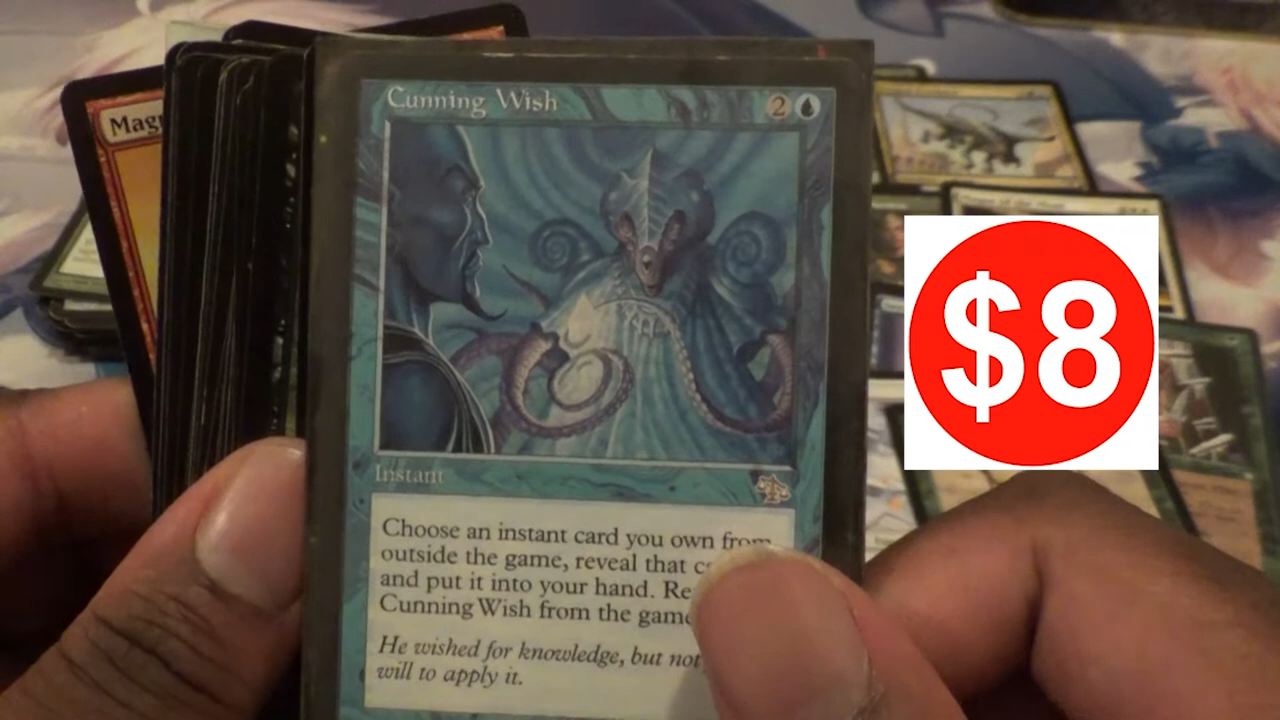 Cunning Wish
2
Mag
$8
Instant
Choose an instant card you own from
outside the game, reveal that
and put it into your hand.
Cunning Wish from the game
He wished for knowledge, but not
will to apply it.